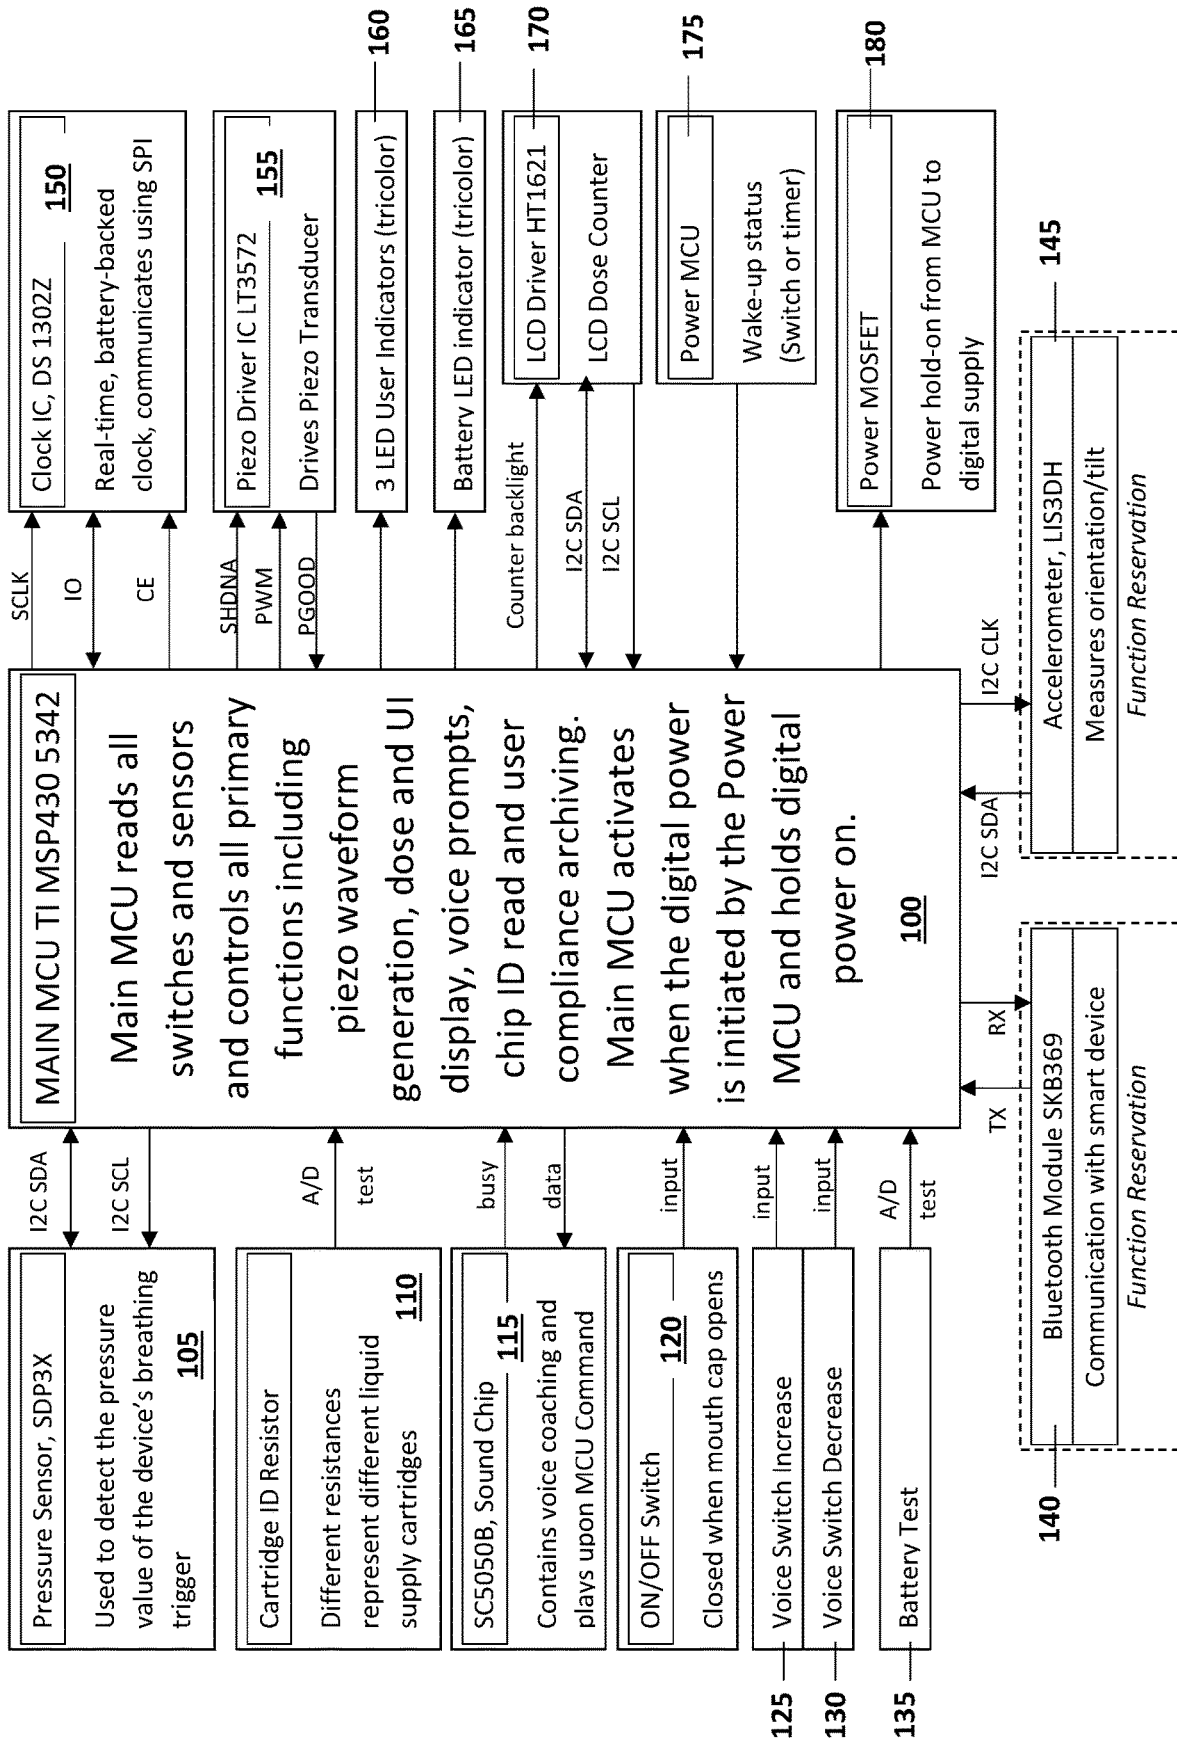 Pressure Sensor, SDP3X
Used to detect the pressure
value of the device's breathing
trigger
105
I2C SDA
I2C SCL
Cartridge ID Resistor
Different resistances
represent different liquid
supply cartridges
110
A/D
test
SC5050B, Sound Chip
115
Contains voice coaching and
plays upon MCU Command
busy
data
ON/OFF Switch
120
Closed when mouth cap opens
input
125
Voice Switch Increase
input
130
Voice Switch Decrease
input
135
Battery Test
A/D
test
MAIN MCU TI MSP430 5342
Main MCU reads all
switches and sensors
and controls all primary
functions including
piezo waveform
generation, dose and UI
display, voice prompts,
chip ID read and user
compliance archiving.
Main MCU activates
when the digital power
is initiated by the Power
MCU and holds digital
power on.
100
SCLK
IO
CE
Clock IC, DS 1302Z
150
Real-time, battery-backed
clock, communicates using SPI
SHDNA
PWM
PGOOD
Piezo Driver IC LT3572
155
Drives Piezo Transducer
3 LED User Indicators (tricolor)
160
Battery LED indicator (tricolor)
165
Counter backlight
I2C SDA
I2C SCL
LCD Driver HT1621
LCD Dose Counter
170
Power MCU
Wake-up status
(Switch or timer)
175
Power MOSFET
Power hold-on from MCU to
digital supply
180
TX
RX
140
Bluetooth Module SKB369
Communication with smart device
Function Reservation
I2C SDA
I2C CLK
Accelerometer, LIS3DH
Measures orientation/tilt
145
Function Reservation